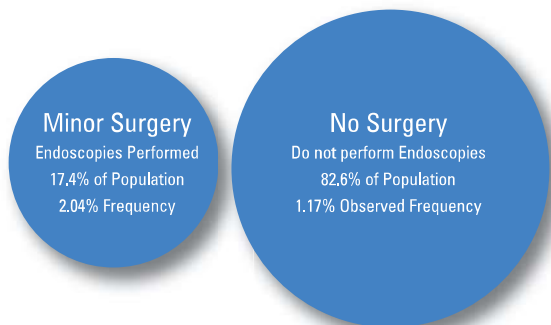 Minor Surgery
Endoscopies Performed
17.4% of Population
2.04% Frequency
No Surgery
Do not perform Endoscopies
82.6% of Population
1.17% Observed Frequency